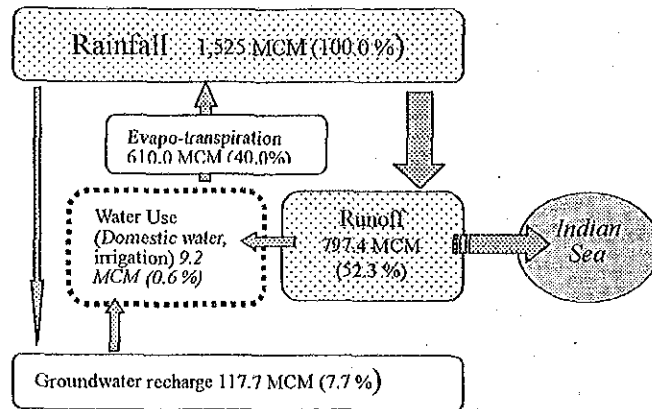 Rainfall 1,525 MCM (100.0 %)
Evapo-transpiration
610.0 MCM (40.0%)
Water Use
(Domestic water,
irrigation) 9.2
MCM (0.6 %)
Runoff
797.4 MCM
(52.3 %)
Indian
Sea
Groundwater recharge 117.7 MCM (7.7 %)